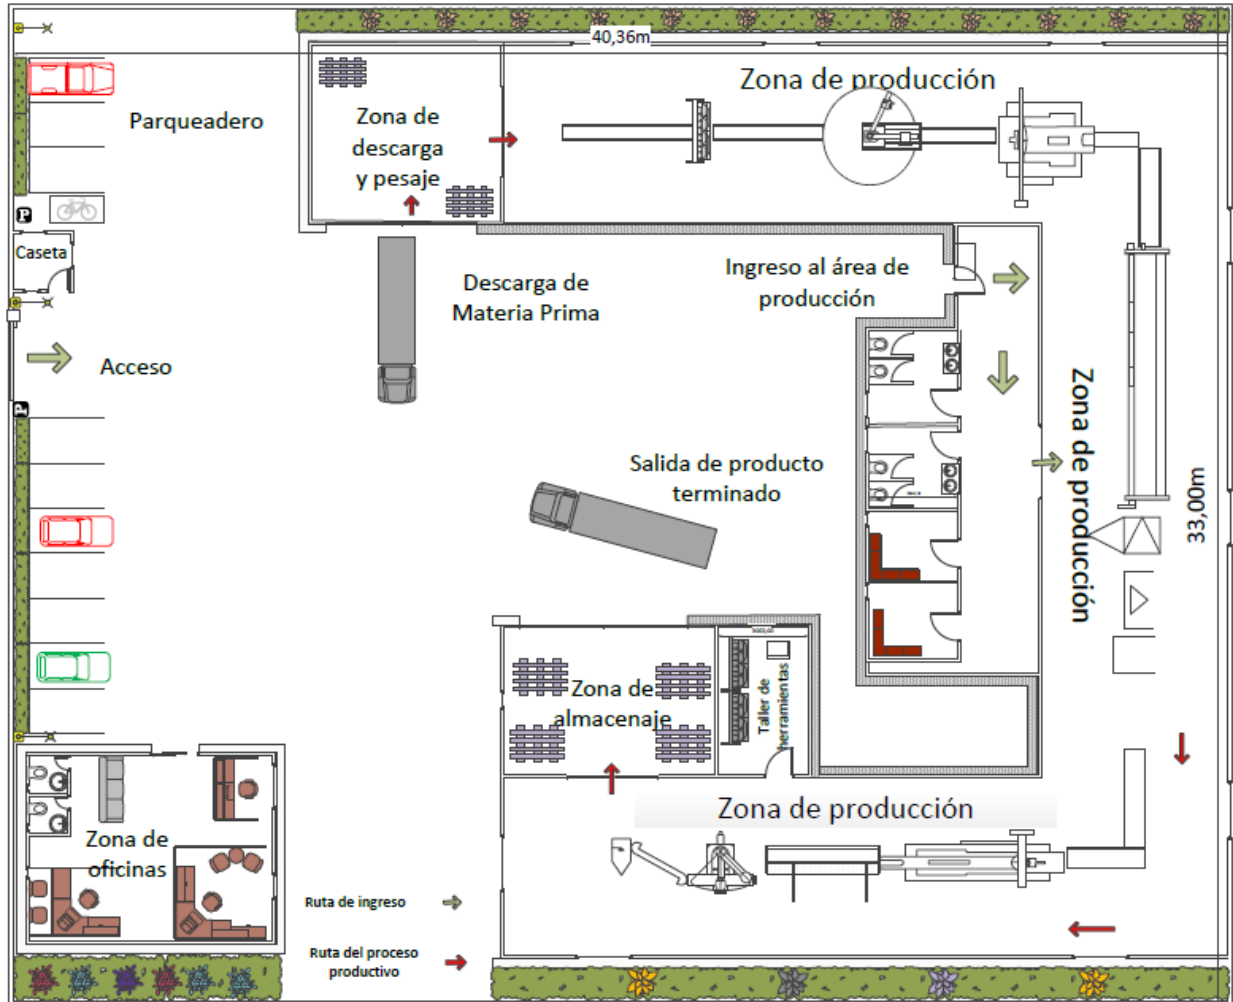 40,36m
Zona de producción
Parqueadero
Zona de
descarga
y pesaje
P
Caseta
Descarga de
Materia Prima
Ingreso al área de
producción
Acceso
P
Zona de producción
Salida de producto
terminado
33,00m
Zona de
almacenaje
Taller de
herramientas
Zona de producción
Zona de
oficinas
Ruta de ingreso
Ruta del proceso
productivo